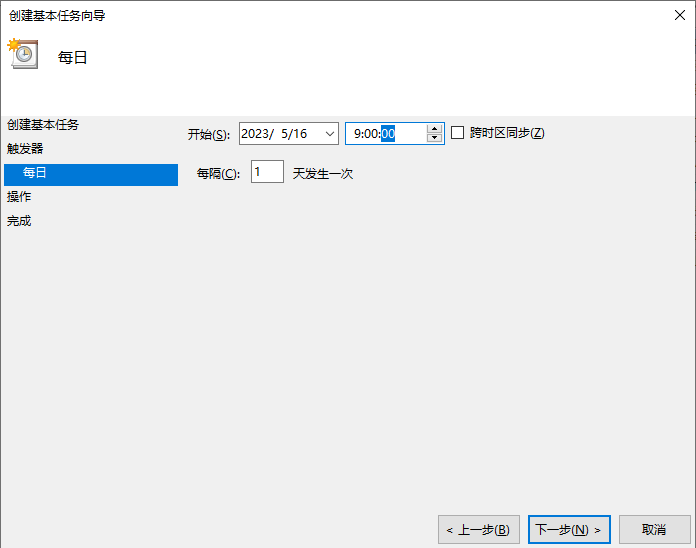 创建基本任务向导
每日
创建基本任务
触发器
每日
操作
完成
开始(S): 2023/ 5/16 9:00:00 跨时区同步(Z)
每隔(C): 1 天发生一次
< 上一步(B) 下一步(N) > 取消